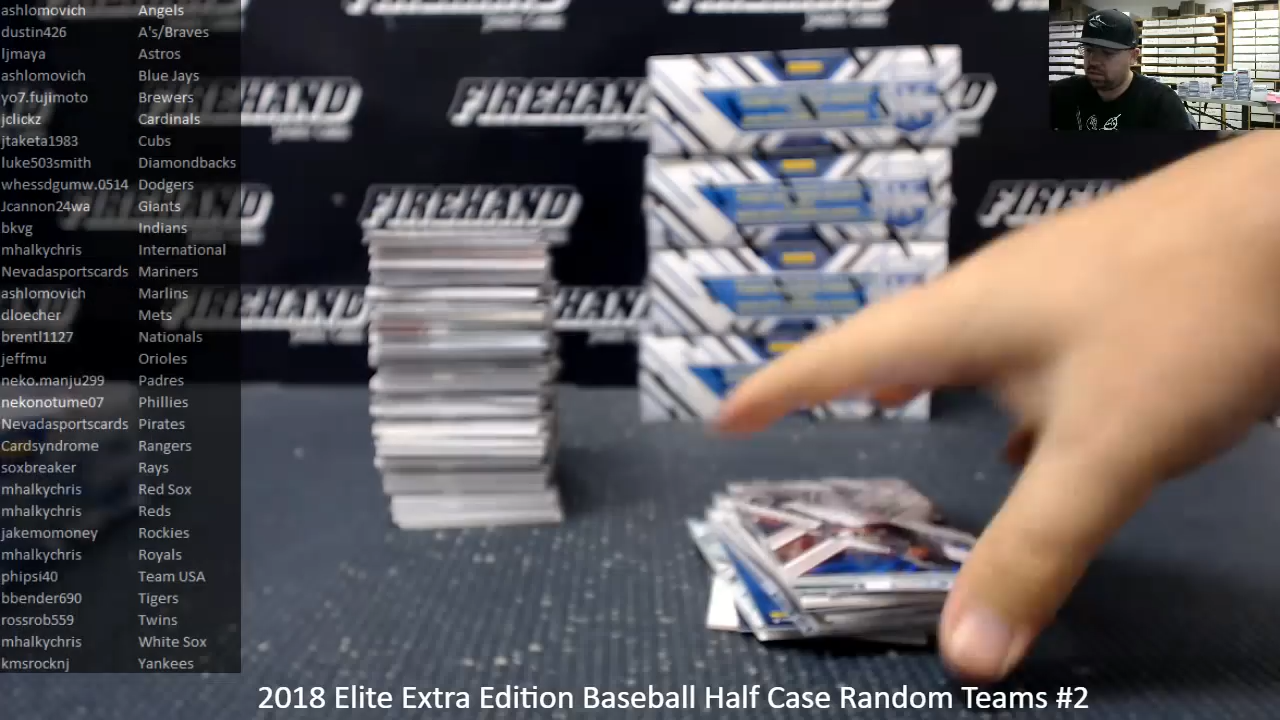 ashlomovich Angels
dustin426 A's/Braves
ljmaya Astros
ashlomovich Blue Jays
yo7.fujimoto Brewers
jclickz Cardinals
jtaketa1983 Cubs
luke503smith Diamondbacks
whessdgumw.0514 Dodgers
Jcannon24wa Giants
bkvg Indians
mhalkychris International
Nevadasportscards Mariners
ashlomovich Marlins
dloecher Mets
brentl1127 Nationals
jeffmu Orioles
neko.manju299 Padres
nekonotume07 Phillies
Nevadasportscards Pirates
Cardsyndrome Rangers
soxbreaker Rays
mhalkychris Red Sox
mhalkychris Reds
jakemomoney Rockies
mhalkychris Royals
phipsi40 Team USA
bbender690 Tigers
rossrob559 Twins
mhalkychris White Sox
kmsrocknj Yankees
FIREHAND
FIREHAND
FIREHAND
FIREHAND
2018 Elite Extra Edition Baseball Half Case Random Teams #2